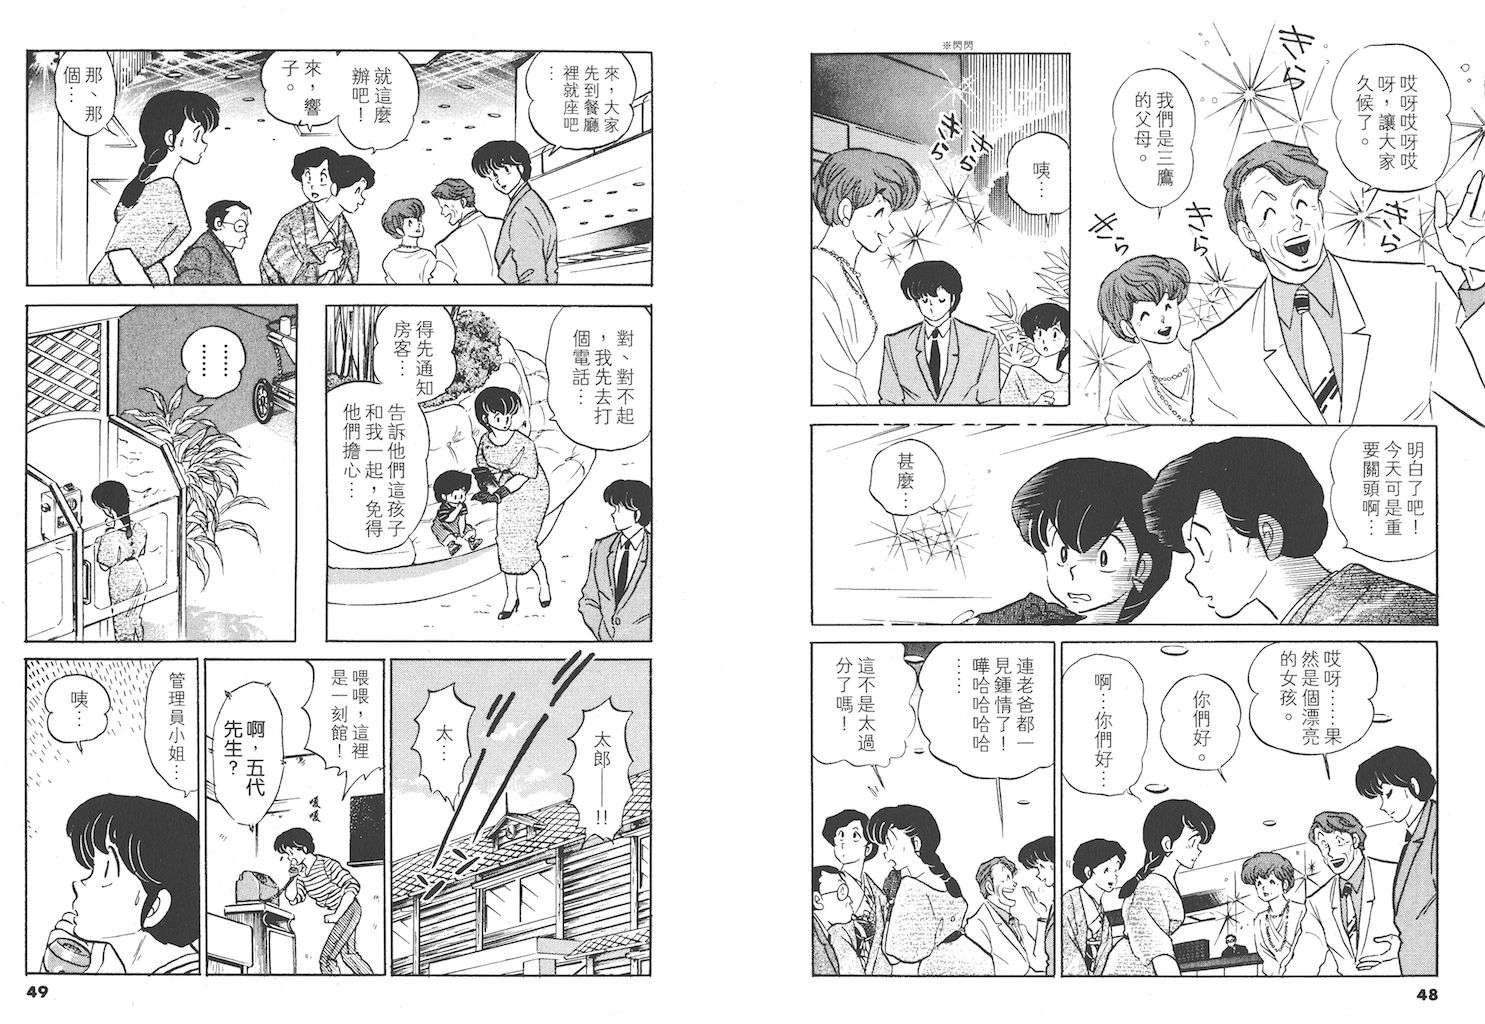 哎呀哎呀哎
呀，讓大家
久候了。
きらっ
我們是三鷹
的父母。
きらっ
きらっ
きらっ
※閃閃
きらっ
きらっ
咦…
明白了吧！
今天可是重
要關頭啊…
甚麼…
哎呀……果
然是個漂亮
的女孩。
你們好。
啊…你們好…
連老爸都一
見鍾情了！
嘩哈哈哈哈
……
這不是太過
分了嗎！
48
來，大家
先到餐廳
裡就座吧
…
就這麼
辦吧！
來，響
子。
那、那
個…
對、對不起
，我先去打
個電話…
得先通知
房客…
告訴他們這孩子
和我一起，免得
他們擔心…
………
………
太郎——!!
太…
喂喂，這裡
是一刻館！
啊，五代
先生？
嗄嗄
管理員小姐…
咦…
49